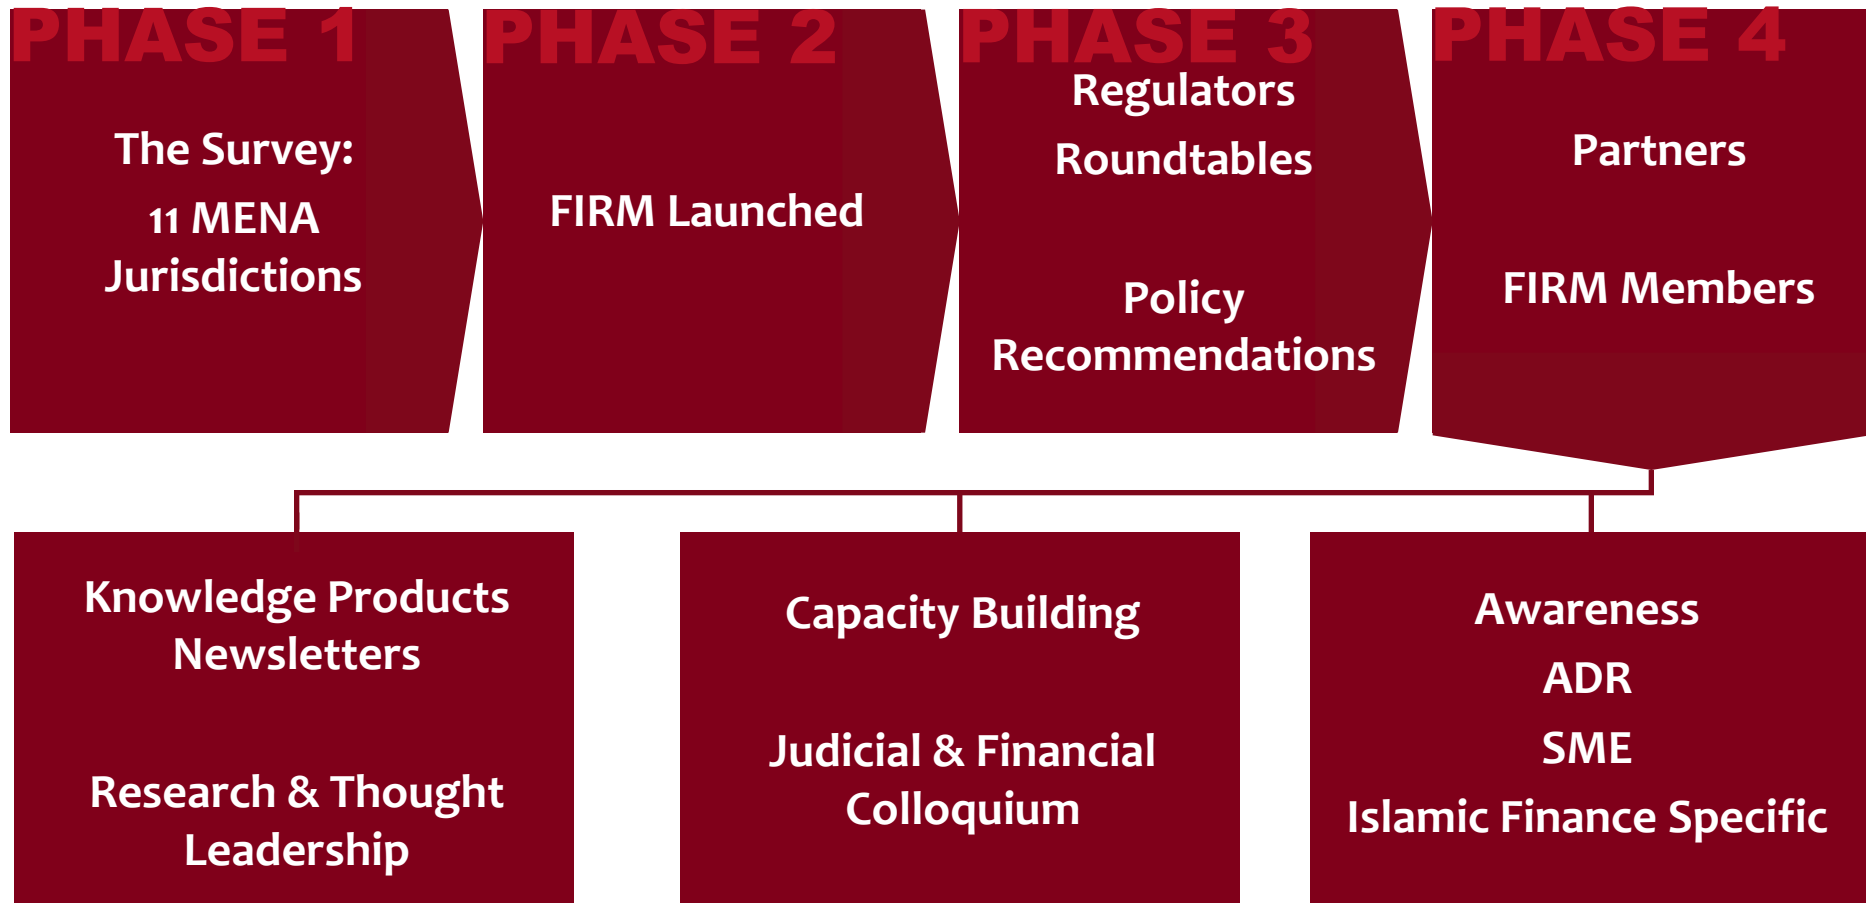 PHASE 1
The Survey:
11 MENA
Jurisdictions
PHASE 2
FIRM Launched
PHASE 3
Regulators
Roundtables
Policy
Recommendations
PHASE 4
Partners
FIRM Members
Knowledge Products
Newsletters
Research & Thought
Leadership
Capacity Building
Judicial & Financial
Colloquium
Awareness
ADR
SME
Islamic Finance Specific